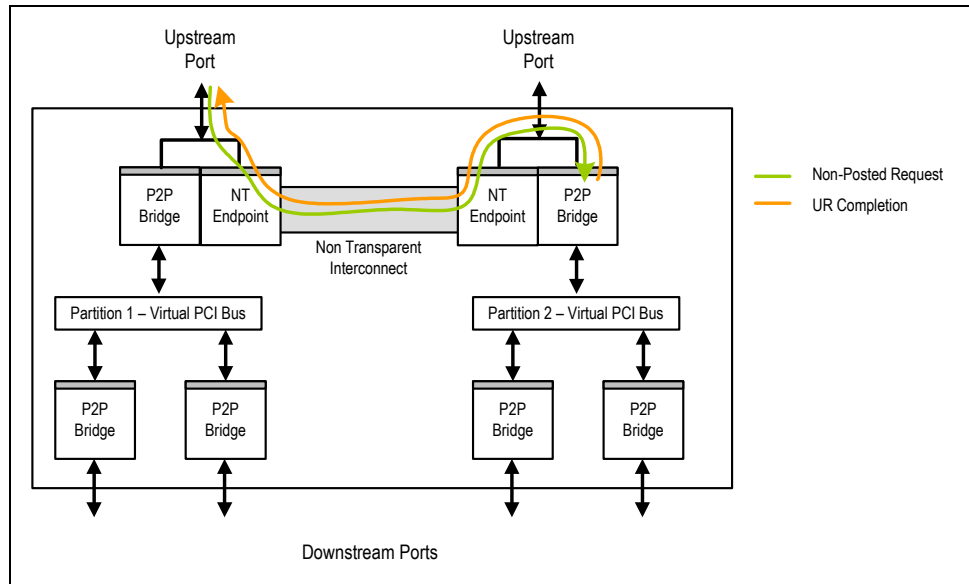 Upstream
Port
Upstream
Port
P2P
Bridge
NT
Endpoint
NT
Endpoint
P2P
Bridge
Non-Posted Request
UR Completion
Non Transparent
Interconnect
Partition 1 – Virtual PCI Bus
Partition 2 – Virtual PCI Bus
P2P
Bridge
P2P
Bridge
P2P
Bridge
P2P
Bridge
Downstream Ports